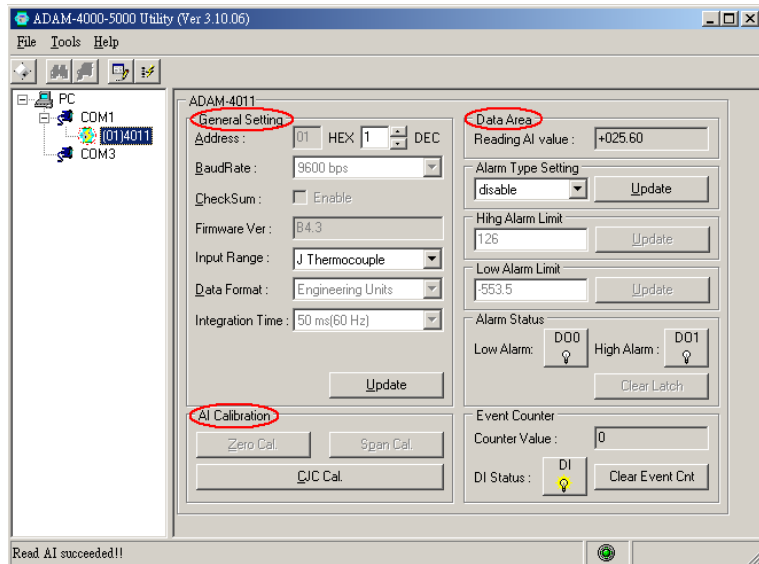 ADAM-4000-5000 Utility (Ver 3.10.06)
File Tools Help
PC
COM1
(01)4011
COM3
ADAM-4011
General Setting
Address : 01 HEX 1 DEC
BaudRate : 9600 bps
CheckSum : Enable
Firmware Ver : B4.3
Input Range : J Thermocouple
Data Format : Engineering Units
Integration Time : 50 ms(60 Hz)
Update
AI Calibration
Zero Cal. Span Cal.
CJC Cal.
Data Area
Reading AI value : +025.60
Alarm Type Setting
disable Update
Hihg Alarm Limit
126 Update
Low Alarm Limit
-553.5 Update
Alarm Status
Low Alarm: DO0 High Alarm : DO1
Clear Latch
Event Counter
Counter Value : 0
DI Status : DI Clear Event Cnt
Read AI succeeded!!